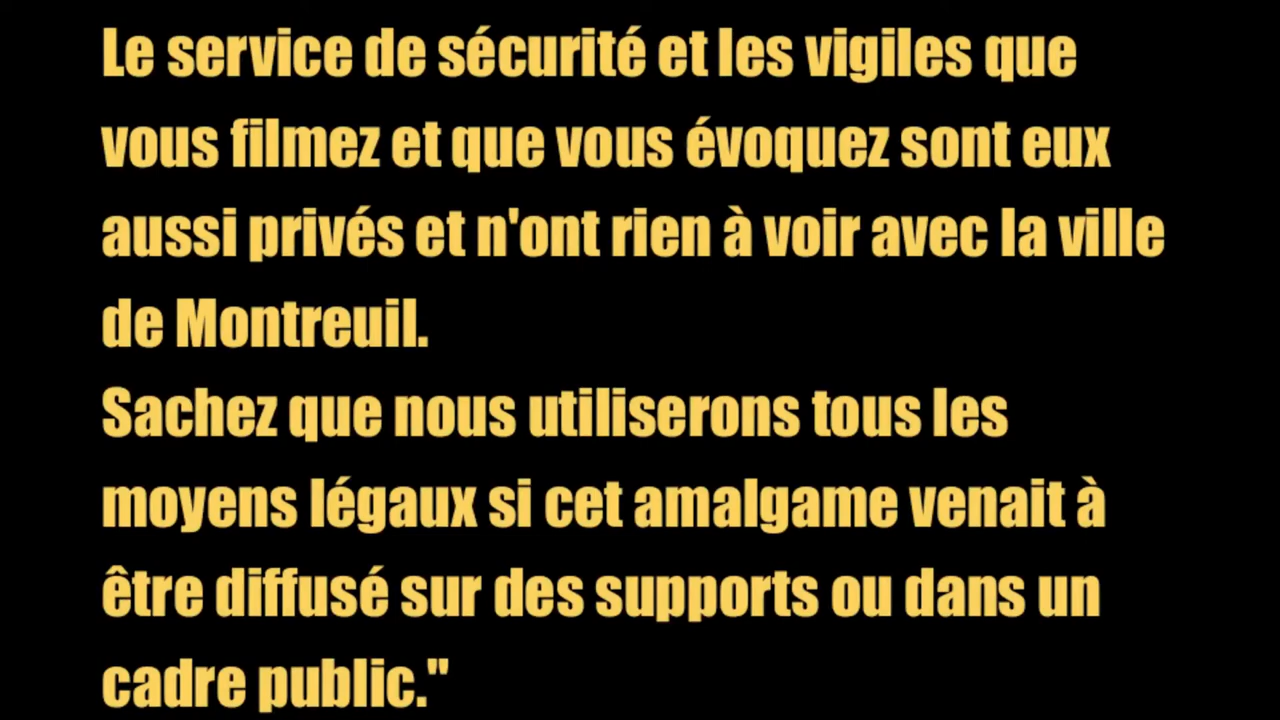 Le service de sécurité et les vigiles que
vous filmez et que vous évoquez sont eux
aussi privés et n'ont rien à voir avec la ville
de Montreuil.
Sachez que nous utiliserons tous les
moyens légaux si cet amalgame venait à
être diffusé sur des supports ou dans un
cadre public."